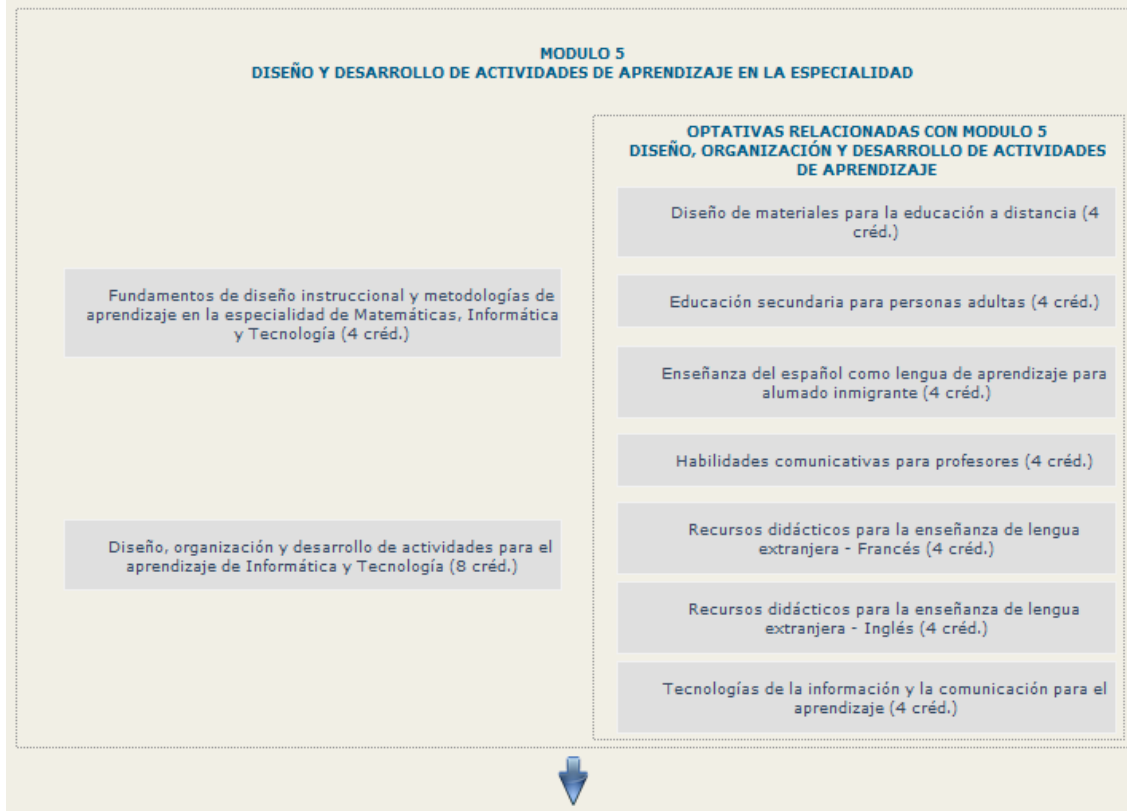 MODULO 5
DISEÑO Y DESARROLLO DE ACTIVIDADES DE APRENDIZAJE EN LA ESPECIALIDAD
Fundamentos de diseño instruccional y metodologías de
aprendizaje en la especialidad de Matemáticas, Informática
y Tecnología (4 créd.)
Diseño, organización y desarrollo de actividades para el
aprendizaje de Informática y Tecnología (8 créd.)
OPTATIVAS RELACIONADAS CON MODULO 5
DISEÑO, ORGANIZACIÓN Y DESARROLLO DE ACTIVIDADES
DE APRENDIZAJE
Diseño de materiales para la educación a distancia (4
créd.)
Educación secundaria para personas adultas (4 créd.)
Enseñanza del español como lengua de aprendizaje para
alumado inmigrante (4 créd.)
Habilidades comunicativas para profesores (4 créd.)
Recursos didácticos para la enseñanza de lengua
extranjera - Francés (4 créd.)
Recursos didácticos para la enseñanza de lengua
extranjera - Inglés (4 créd.)
Tecnologías de la información y la comunicación para el
aprendizaje (4 créd.)